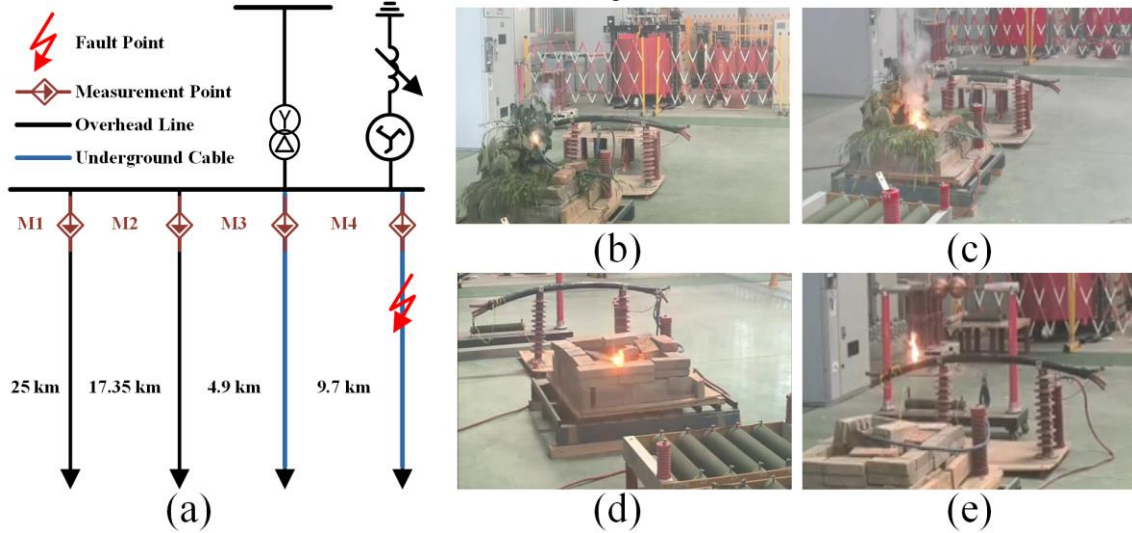 Fault Point
Measurement Point
Overhead Line
Underground Cable
Y
Δ
M1
M2
M3
M4
25 km
17.35 km
4.9 km
9.7 km
(a)
(b)
(c)
(d)
(e)